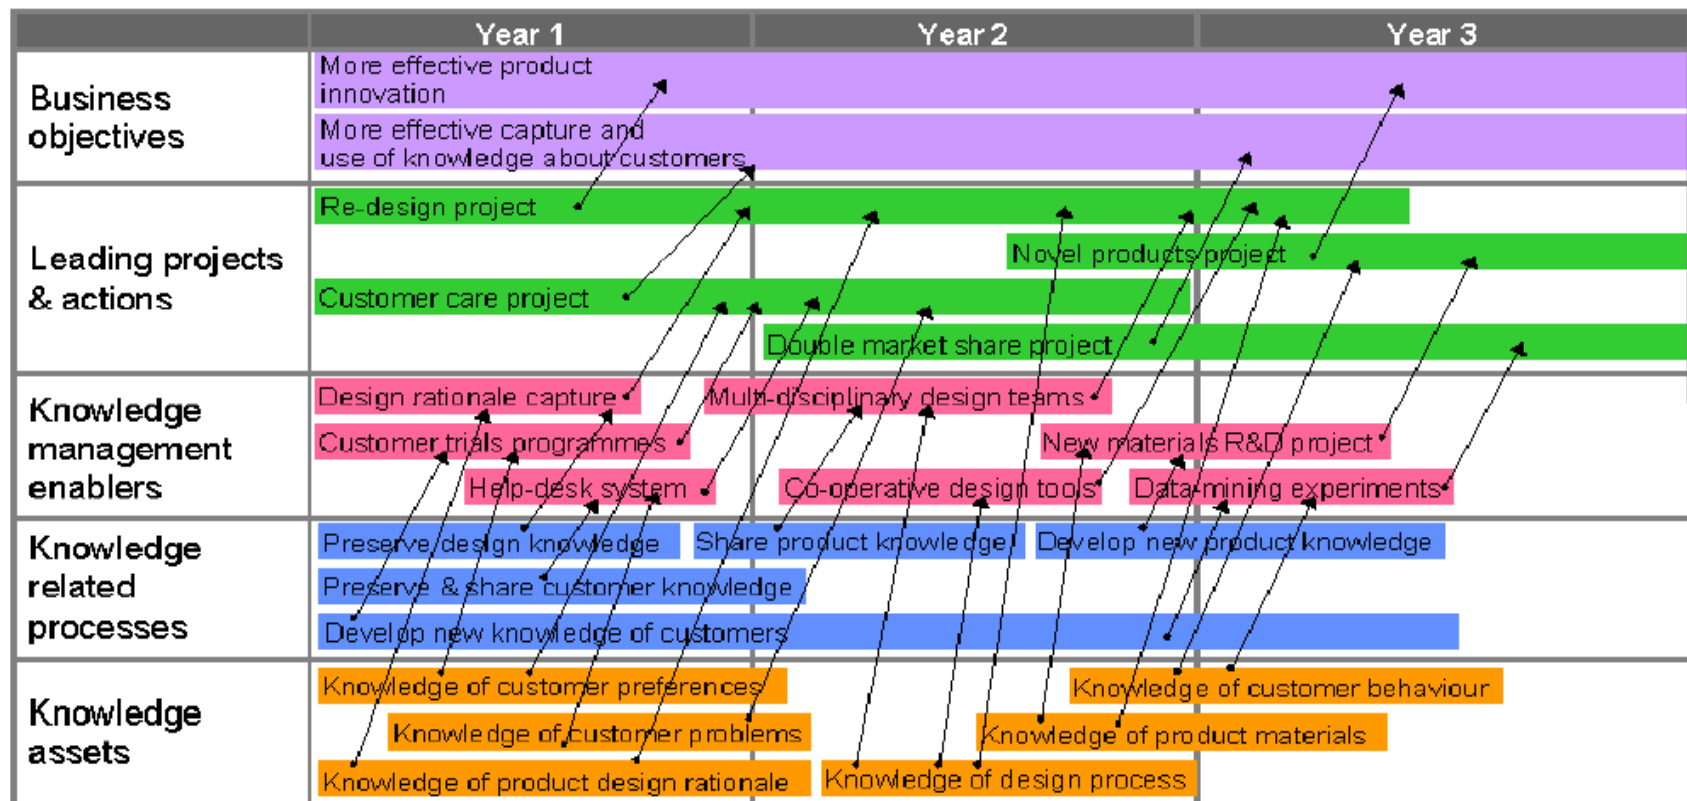 Year 1 Year 2 Year 3
Business
objectives
More effective product
innovation
More effective capture and
use of knowledge about customers
Leading projects
& actions
Re-design project
Novel products project
Customer care project
Double market share project
Knowledge
management
enablers
Design rationale capture
Multi-disciplinary design teams
Customer trials programmes
New materials R&D project
Help-desk system
Co-operative design tools
Data-mining experiments
Knowledge
related
processes
Preserve design knowledge
Share product knowledge
Develop new product knowledge
Preserve & share customer knowledge
Develop new knowledge of customers
Knowledge
assets
Knowledge of customer preferences
Knowledge of customer behaviour
Knowledge of customer problems
Knowledge of product materials
Knowledge of product design rationale
Knowledge of design process